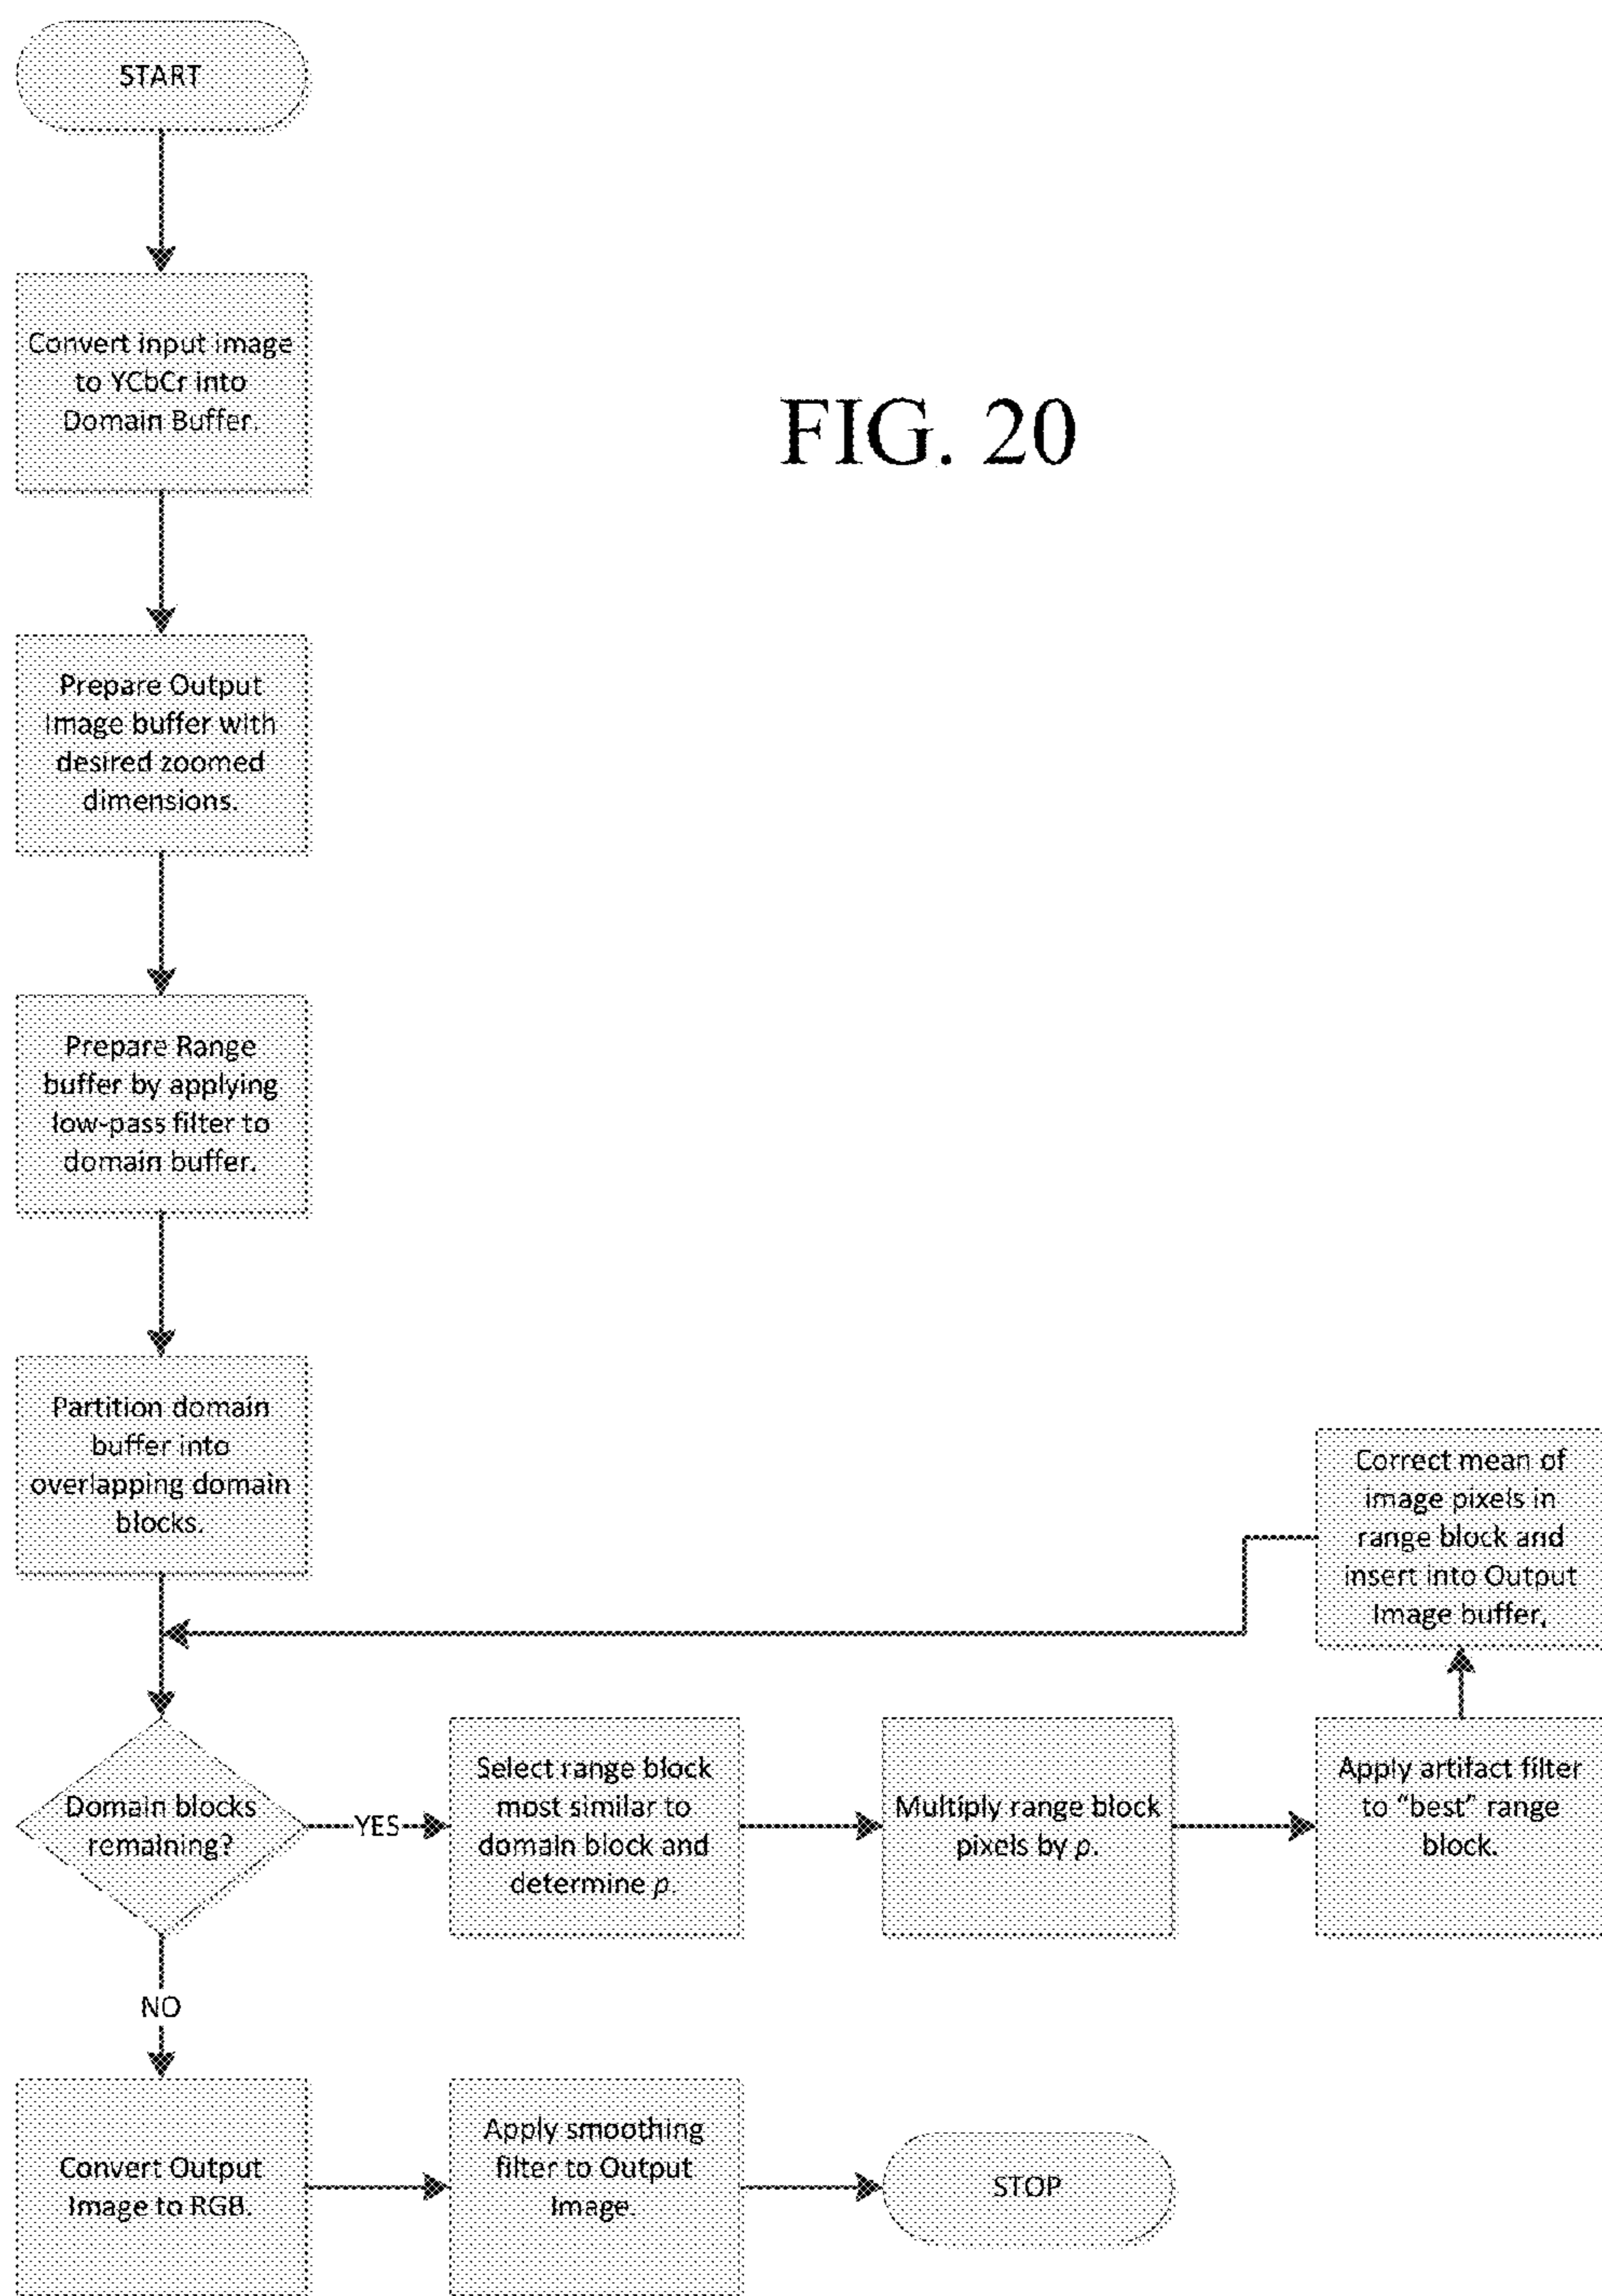 START
Convert input image
to YCbCr into
Domain Buffer.
FIG. 20
Prepare Output
Image buffer with
desired zoomed
dimensions.
Prepare Range
buffer by applying
low-pass filter to
domain buffer.
Partition domain
buffer into
overlapping domain
blocks.
Correct mean of
image pixels in
range block and
insert into Output
Image buffer.
Domain blocks
remaining?
YES
Select range block
most similar to
domain block and
determine p.
Multiply range block
pixels by p.
Apply artifact filter
to “best” range
block.
NO
Convert Output
Image to RGB.
Apply smoothing
filter to Output
Image.
STOP